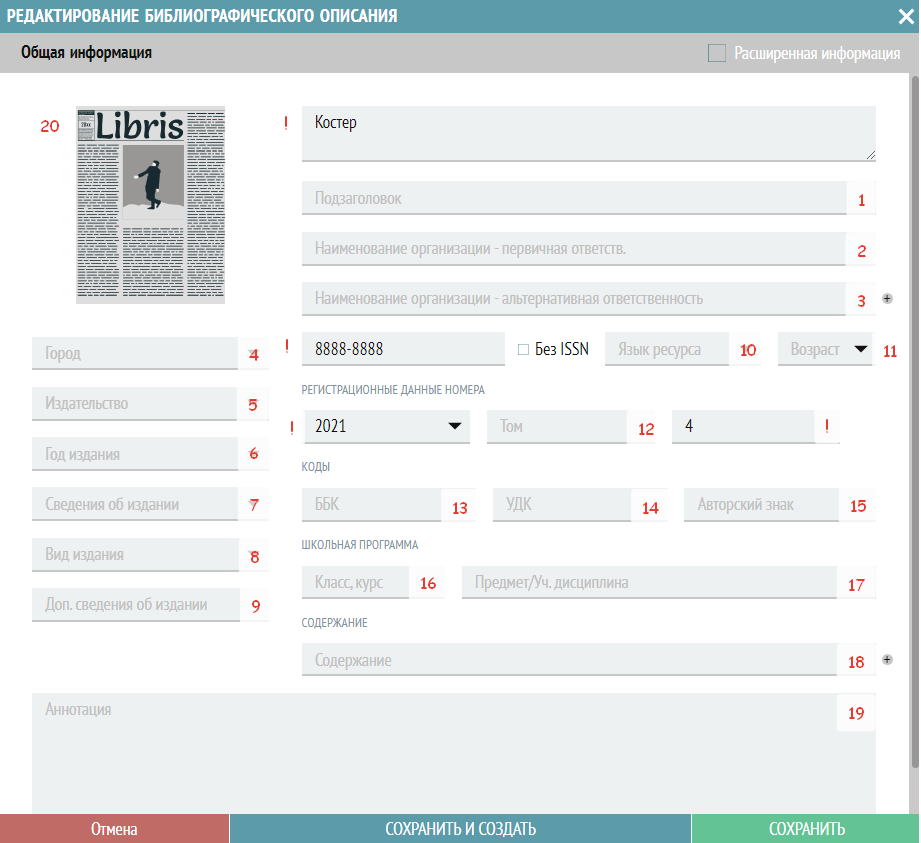 РЕДАКТИРОВАНИЕ БИБЛИОГРАФИЧЕСКОГО ОПИСАНИЯ
Общая информация
Расширенная информация
20
Libris
! Костер
Подзаголовок 1
Наименование организации - первичная ответств. 2
Наименование организации - альтернативная ответственность 3
Город 4
Издательство 5
Год издания 6
Сведения об издании 7
Вид издания 8
Доп. сведения об издании 9
! 8888-8888 Без ISSN Язык ресурса 10 Возраст 11
РЕГИСТРАЦИОННЫЕ ДАННЫЕ НОМЕРА
! 2021 Том 12 4 !
КОДЫ
ББК 13 УДК 14 Авторский знак 15
ШКОЛЬНАЯ ПРОГРАММА
Класс, курс 16 Предмет/Уч. дисциплина 17
СОДЕРЖАНИЕ
Содержание 18
Аннотация 19
Отмена СОХРАНИТЬ И СОЗДАТЬ СОХРАНИТЬ